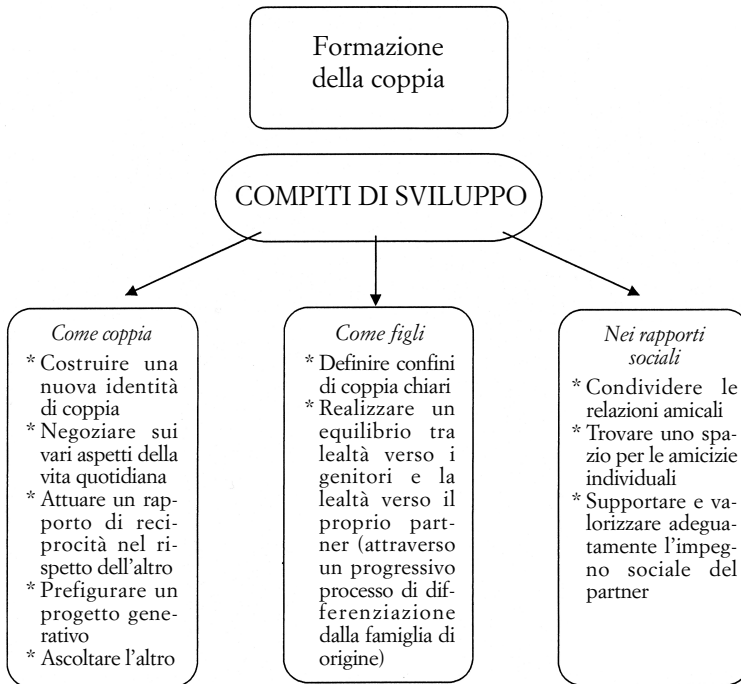 Formazione
della coppia
COMPITI DI SVILUPPO
Come coppia
* Costruire una
nuova identità
di coppia
* Negoziare sui
vari aspetti della
vita quotidiana
* Attuare un rap-
porto di reci-
procità nel ri-
spetto dell'altro
* Prefigurare un
progetto gene-
rativo
* Ascoltare l'altro
Come figli
* Definire confini
di coppia chiari
* Realizzare un
equilibrio tra
lealtà verso i
genitori e la
lealtà verso il
proprio part-
ner (attraverso
un progressivo
processo di dif-
ferenziazione
dalla famiglia di
origine)
Nei rapporti
sociali
* Condividere le
relazioni amicali
* Trovare uno spa-
zio per le amicizie
individuali
* Supportare e va-
lorizzare adegua-
tamente l'impeg-
no sociale del
partner